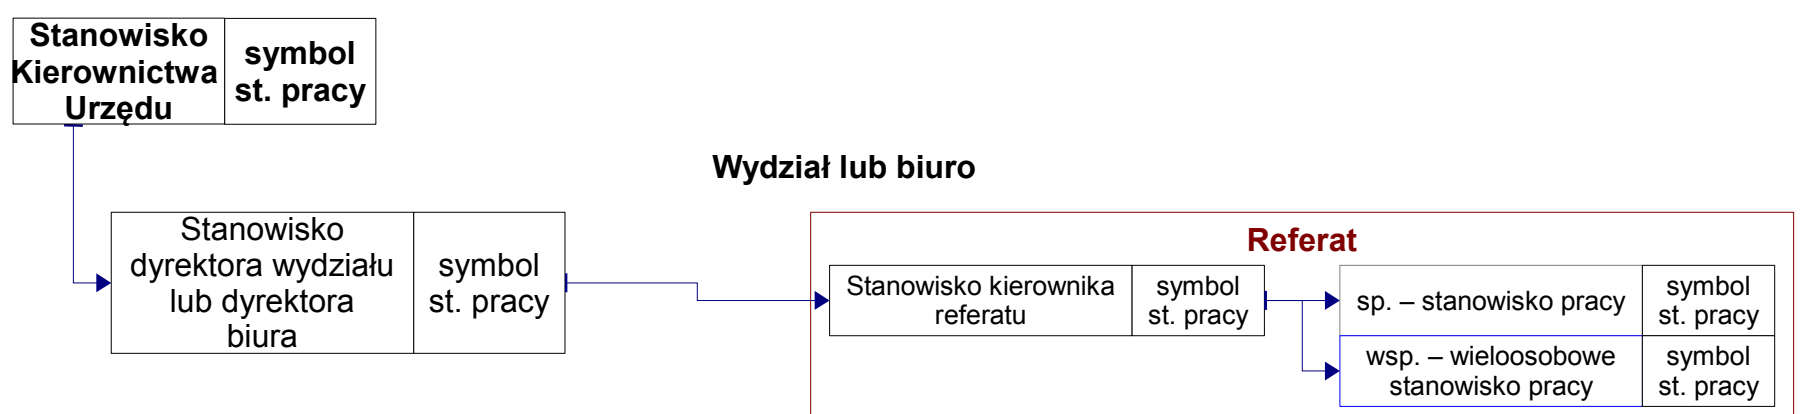 Stanowisko
Kierownictwa
Urzędu
symbol
st. pracy
Wydział lub biuro
Stanowisko
dyrektora wydziału
lub dyrektora
biura
symbol
st. pracy
Referat
Stanowisko kierownika
referatu
symbol
st. pracy
sp. – stanowisko pracy
symbol
st. pracy
wsp. – wieloosobowe
stanowisko pracy
symbol
st. pracy